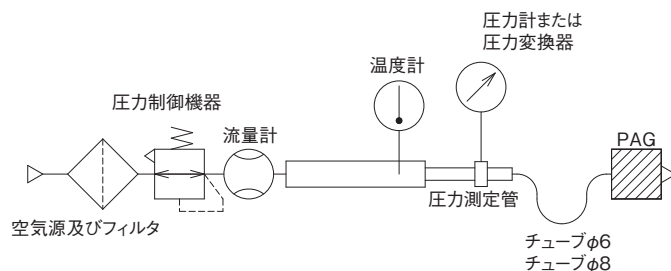 圧力計または
圧力変換器
温度計
圧力制御機器
流量計
PAG
圧力測定管
空気源及びフィルタ
チューブφ6
チューブφ8